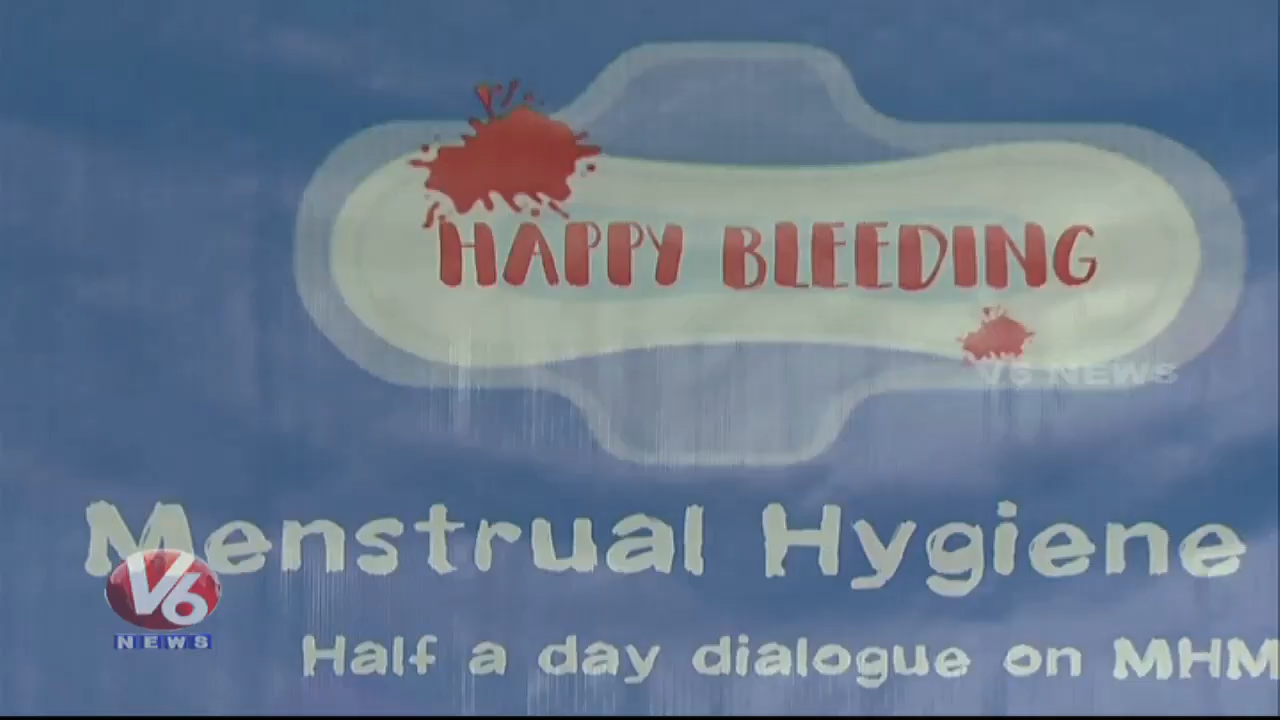 HAPPY BLEEDING
V6 NEWS
Menstrual Hygiene
V6
NEWS
Half a day dialogue on MHM